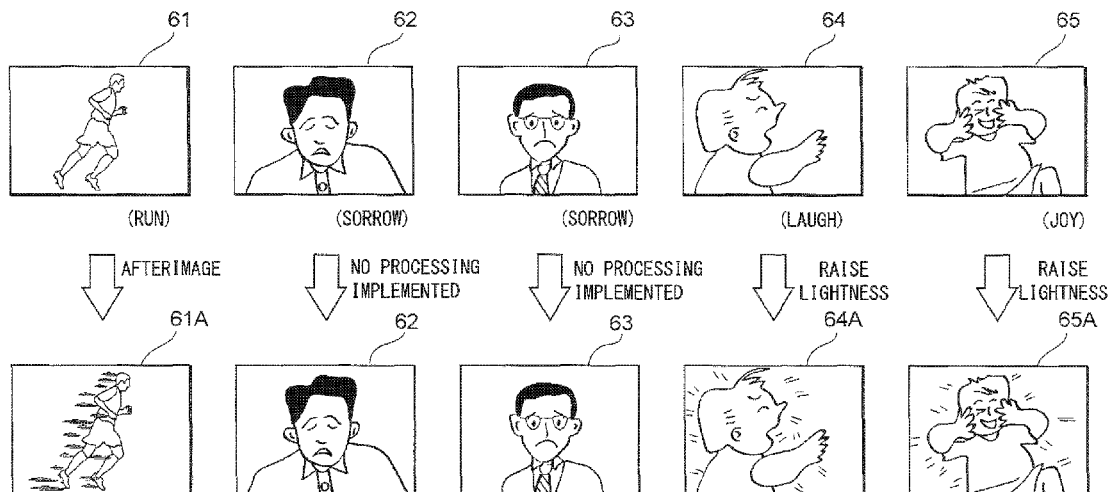 61 62 63 64 65
(RUN) (SORROW) (SORROW) (LAUGH) (JOY)
AFTERIMAGE NO PROCESSING IMPLEMENTED NO PROCESSING IMPLEMENTED RAISE LIGHTNESS RAISE LIGHTNESS
61A 62 63 64A 65A